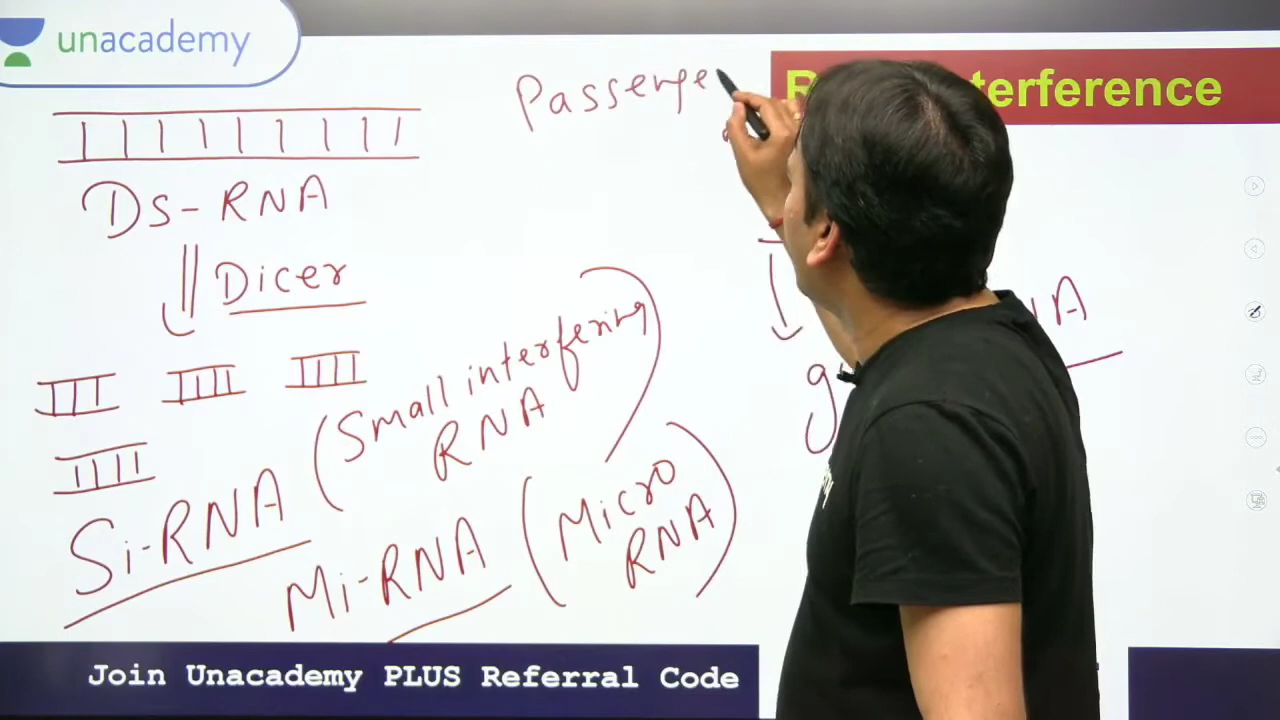 unacademy
Passenge
terference
Ds-RNA
Dicer
(Small interfering
RNA)
Si-RNA
Mi-RNA
(Micro
RNA)
A
g
Join Unacademy PLUS Referral Code